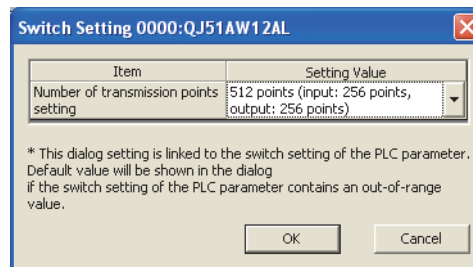 Switch Setting 0000:QJ51AW12AL
Item
Setting Value
Number of transmission points
setting
512 points (input: 256 points,
output: 256 points)
* This dialog setting is linked to the switch setting of the PLC parameter.
Default value will be shown in the dialog
if the switch setting of the PLC parameter contains an out-of-range
value.
OK
Cancel